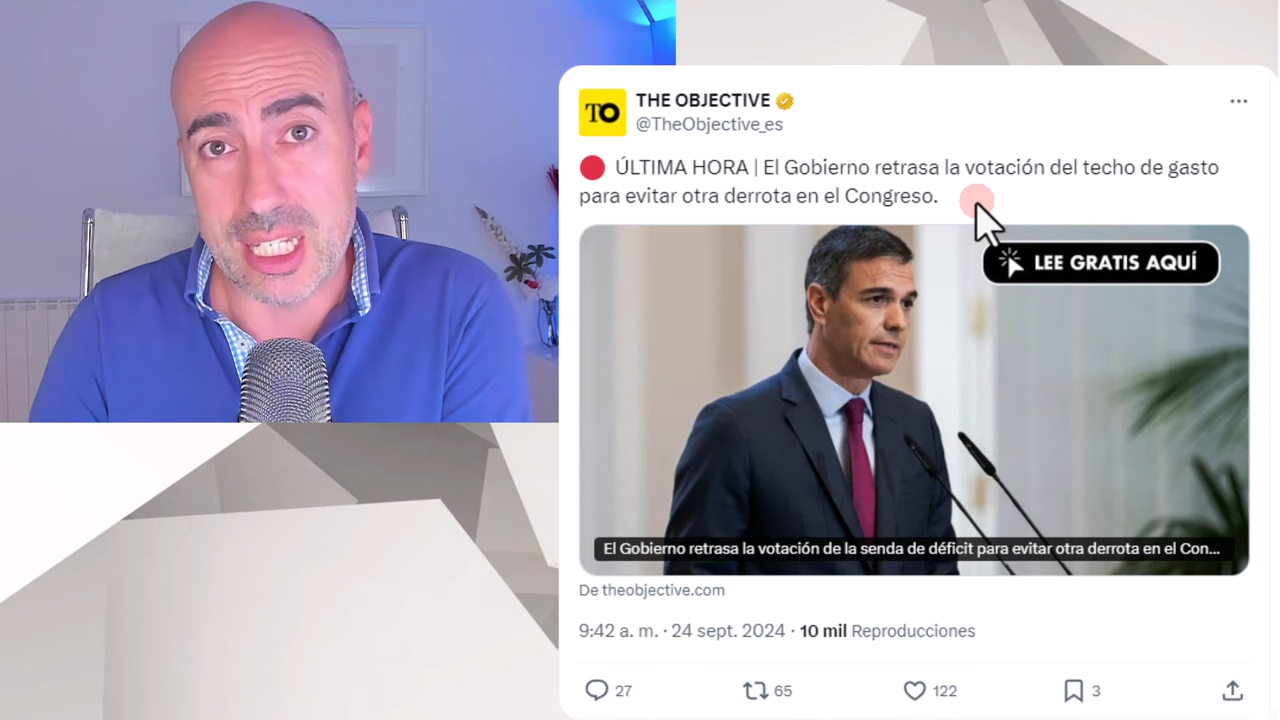 TO
THE OBJECTIVE
@TheObjective_es
ÚLTIMA HORA | El Gobierno retrasa la votación del techo de gasto
para evitar otra derrota en el Congreso.
LEE GRATIS AQUÍ
El Gobierno retrasa la votación de la senda de déficit para evitar otra derrota en el Con...
De theobjective.com
9:42 a. m. · 24 sept. 2024 · 10 mil Reproducciones
27 65 122 3